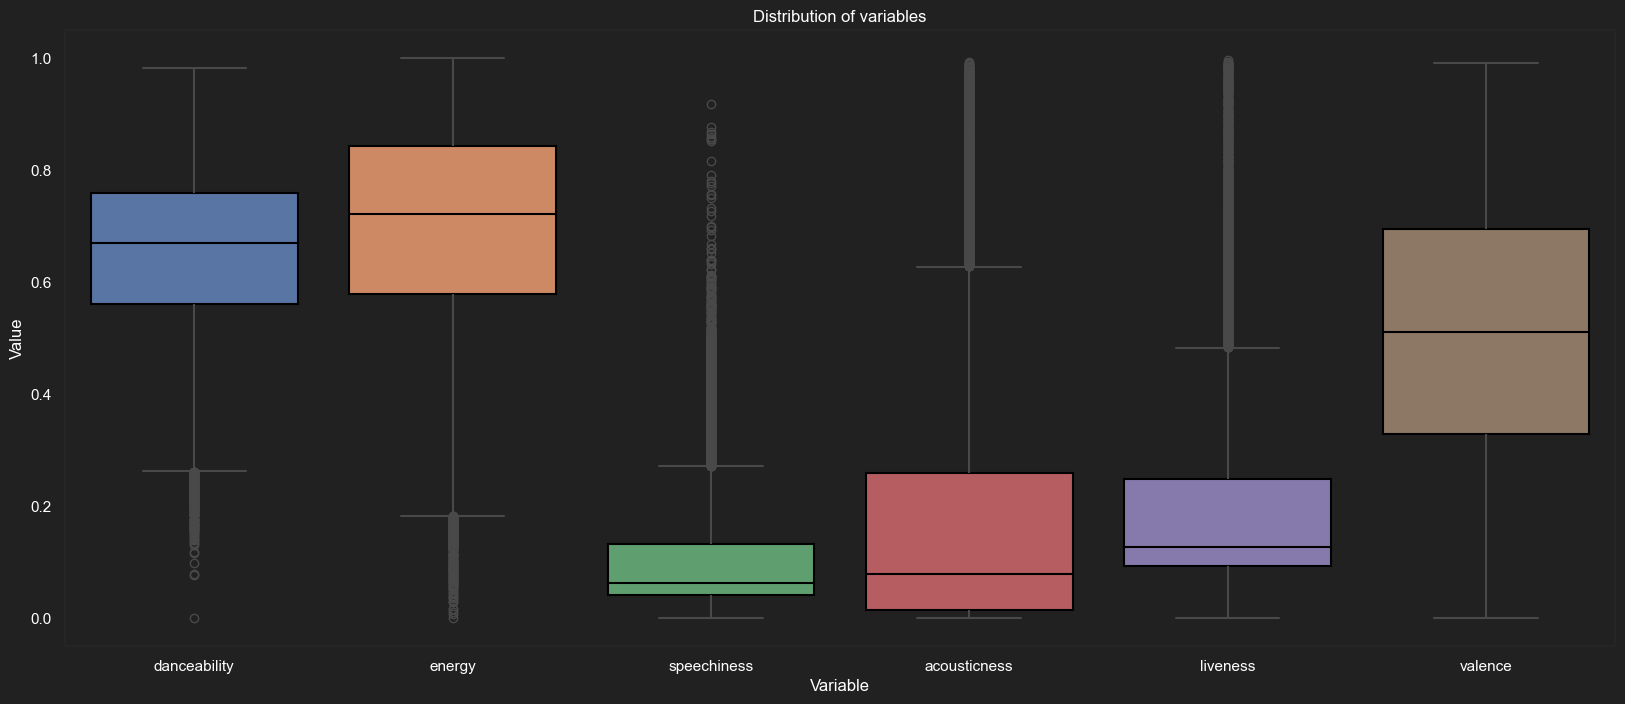 Distribution of variables
1.0
0.8
0.6
0.4
0.2
0.0
Value
danceability energy speechiness acousticness liveness valence
Variable